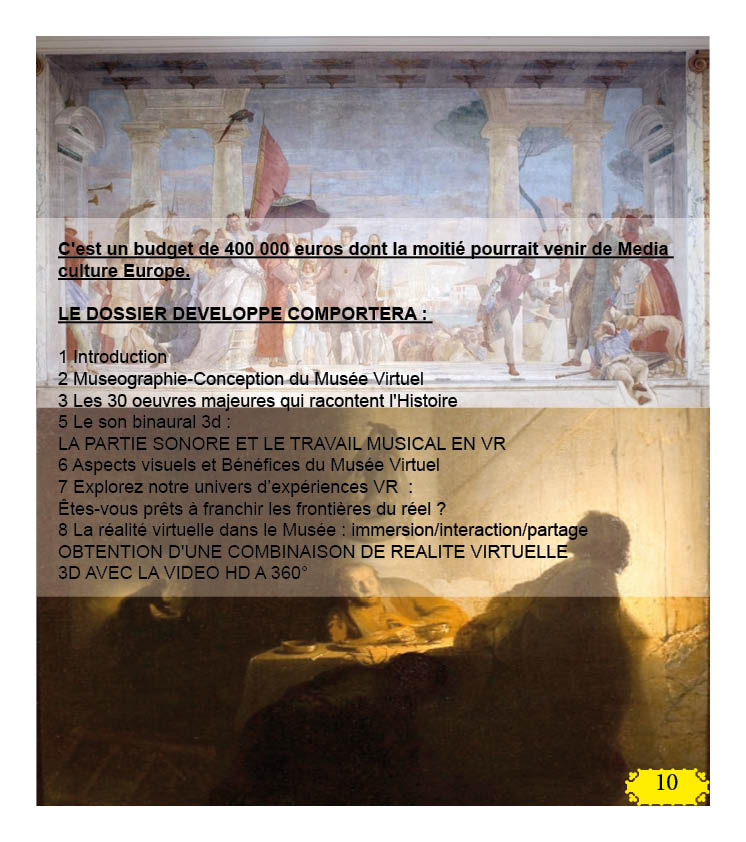 C'est un budget de 400 000 euros dont la moitié pourrait venir de Media
culture Europe.
LE DOSSIER DEVELOPPE COMPORTERA :
1 Introduction
2 Museographie-Conception du Musée Virtuel
3 Les 30 oeuvres majeures qui racontent l'Histoire
5 Le son binaural 3d :
LA PARTIE SONORE ET LE TRAVAIL MUSICAL EN VR
6 Aspects visuels et Bénéfices du Musée Virtuel
7 Explorez notre univers d'expériences VR :
Êtes-vous prêts à franchir les frontières du réel ?
8 La réalité virtuelle dans le Musée : immersion/interaction/partage
OBTENTION D'UNE COMBINAISON DE REALITE VIRTUELLE
3D AVEC LA VIDEO HD A 360°
10